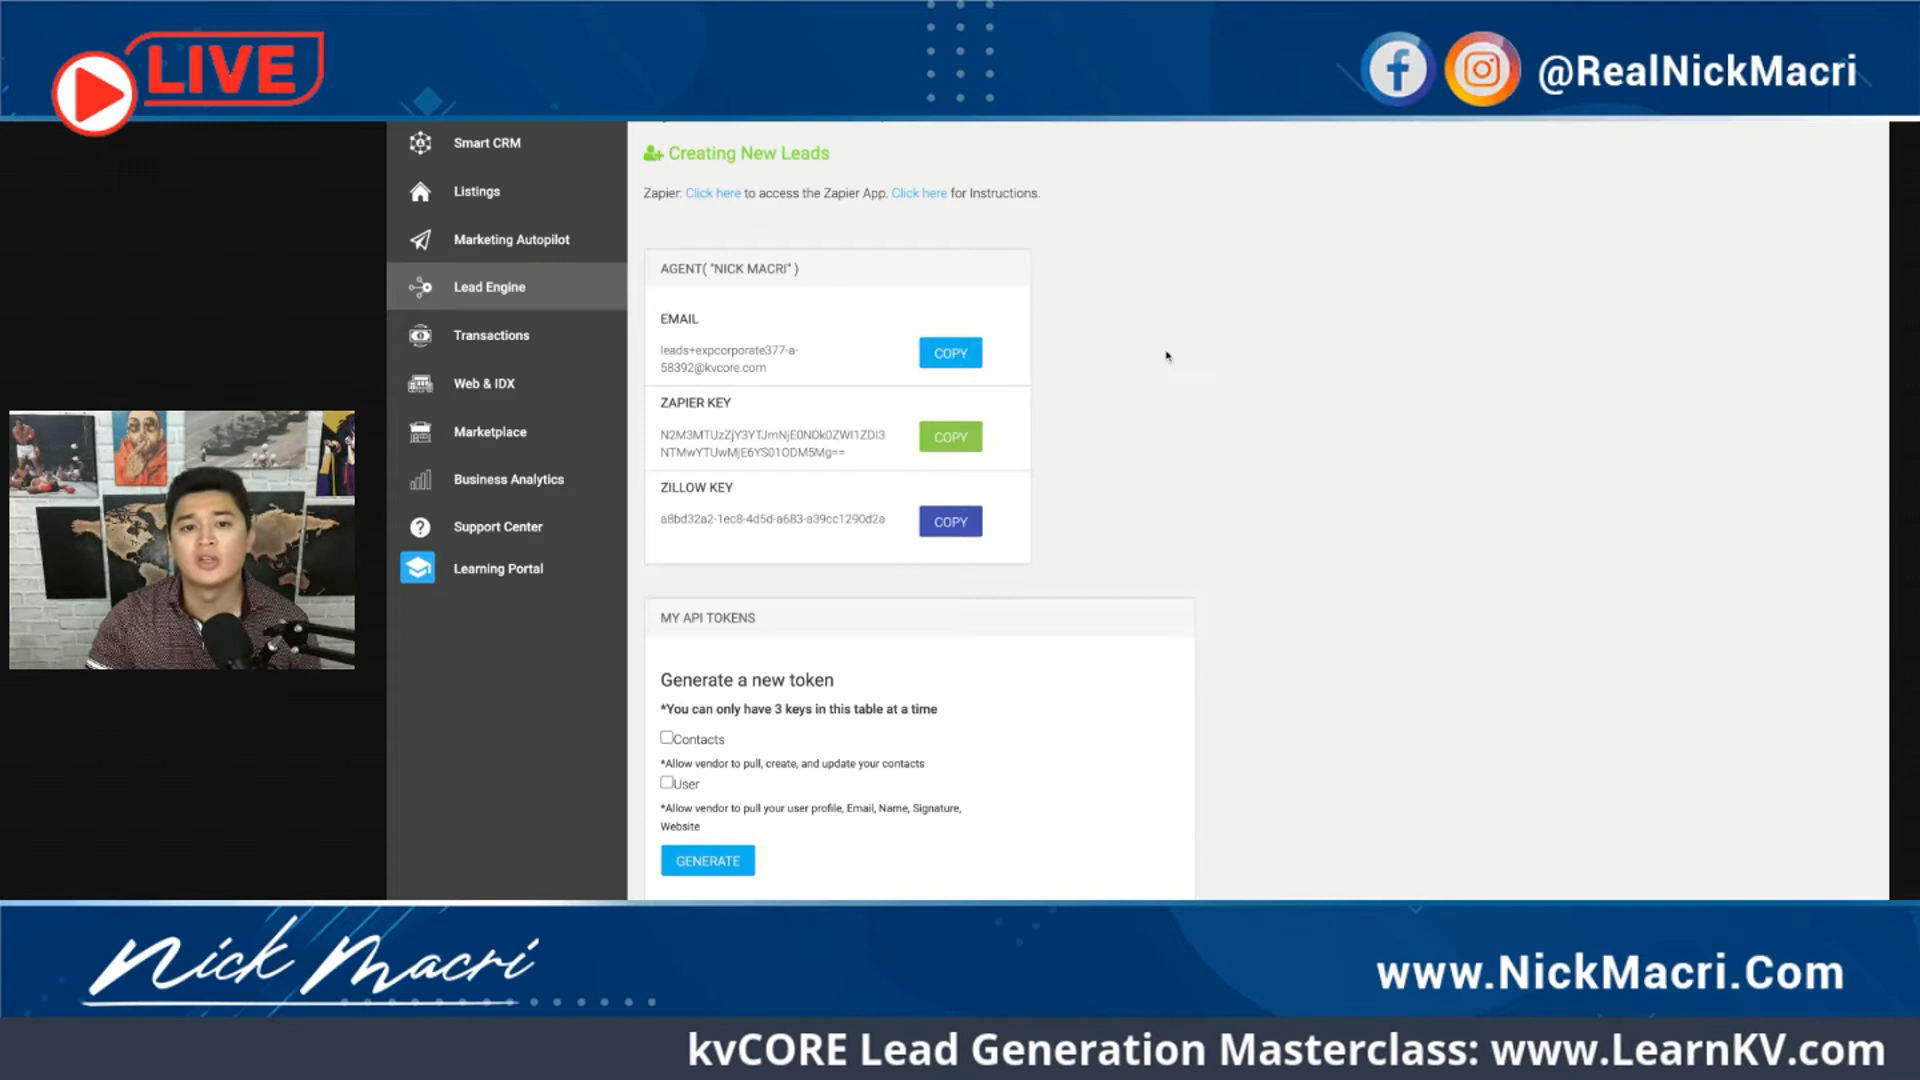 LIVE
@RealNickMacri
Smart CRM
Listings
Marketing Autopilot
Lead Engine
Transactions
Web & IDX
Marketplace
Business Analytics
Support Center
Learning Portal
Creating New Leads
Zapier: Click here to access the Zapier App. Click here for Instructions.
AGENT( "NICK MACRI" )
EMAIL
leads+expcorporate377-a-
58392@kvcore.com
COPY
ZAPIER KEY
N2M3MTUzZjY3YTJmNjE0NDk0ZWI1ZDI3
NTMwYTUwMjE6YS01ODM5Mg==
COPY
ZILLOW KEY
a8bd32a2-1ec8-4d5d-a683-a39cc1290d2a
COPY
MY API TOKENS
Generate a new token
*You can only have 3 keys in this table at a time
Contacts
*Allow vendor to pull, create, and update your contacts
User
*Allow vendor to pull your user profile, Email, Name, Signature,
Website
GENERATE
Nick Macri
www.NickMacri.Com
kvCORE Lead Generation Masterclass: www.LearnKV.com